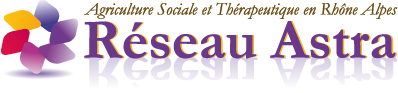 Agriculture Sociale et Thérapeutique en Rhône Alpes
Réseau Astra